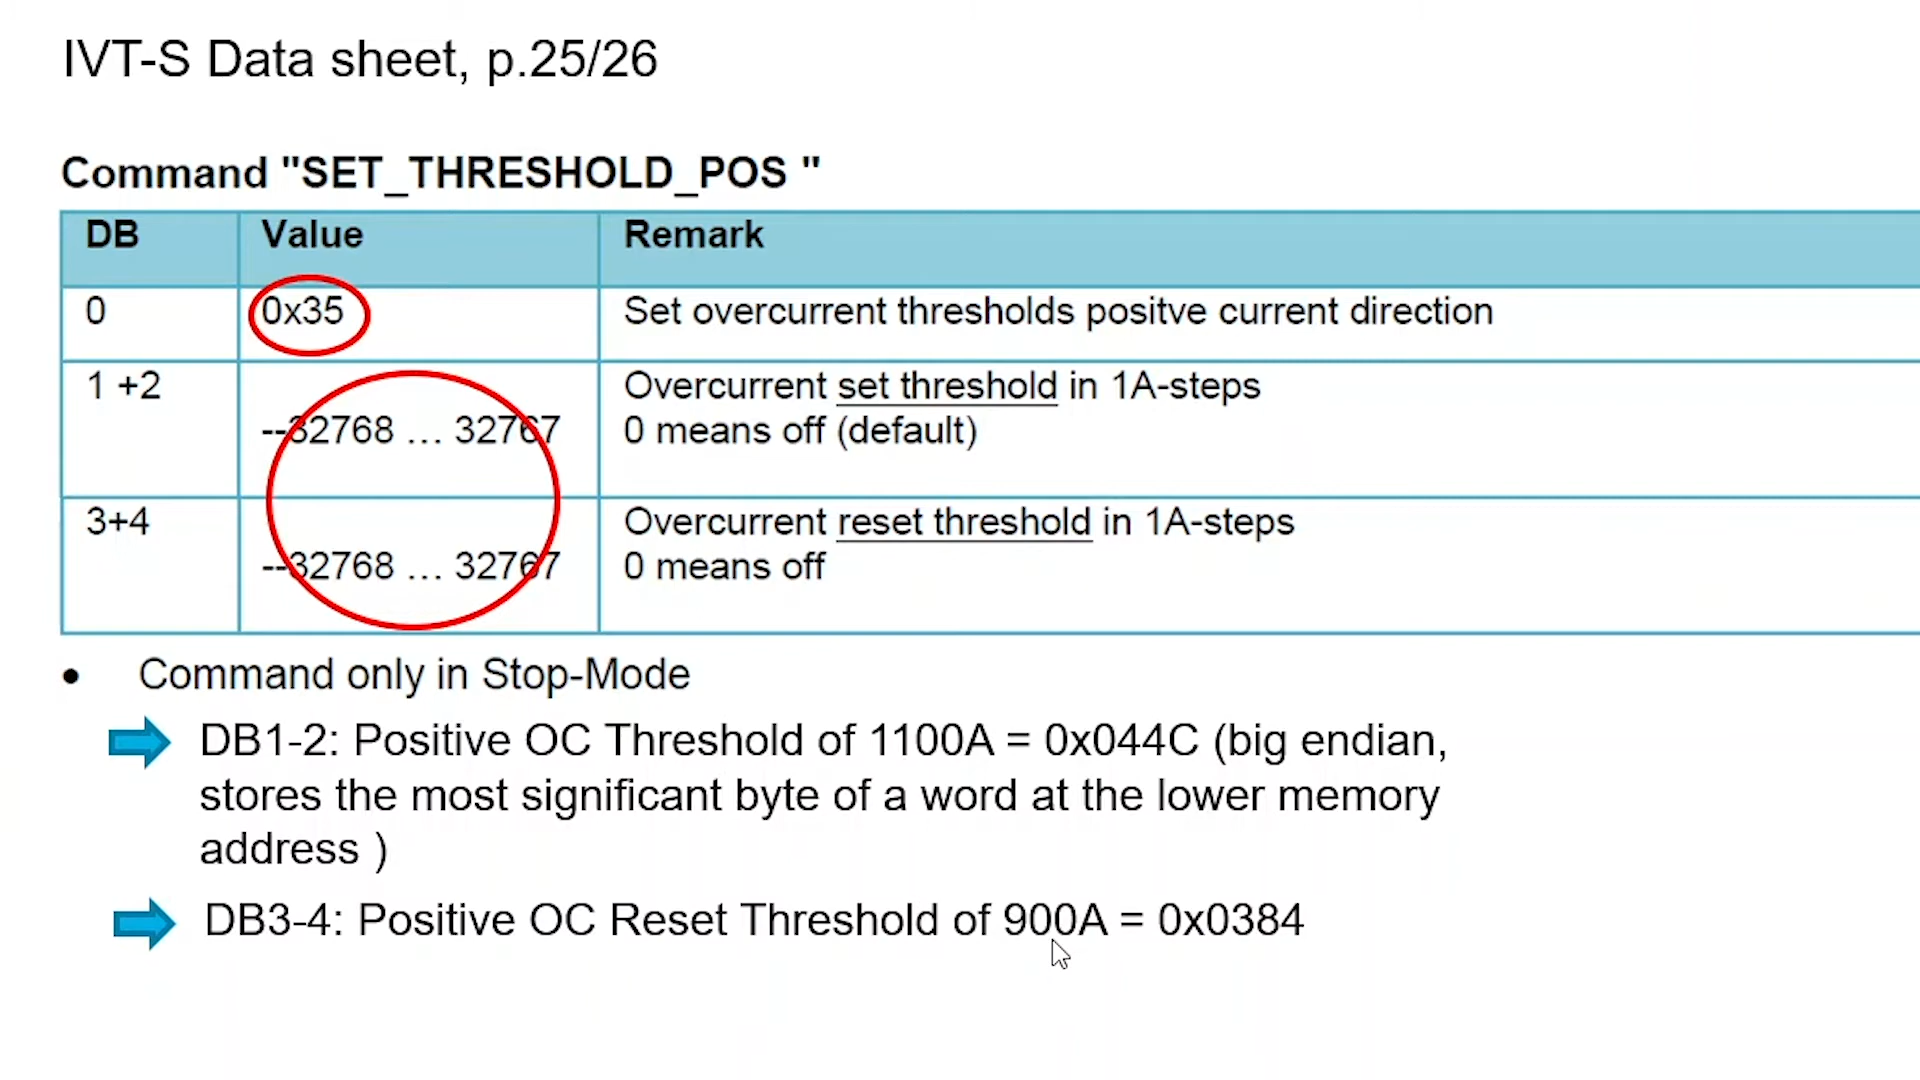 IVT-S Data sheet, p.25/26
Command "SET_THRESHOLD_POS "
DB Value Remark
0 0x35 Set overcurrent thresholds positve current direction
1 +2 Overcurrent set threshold in 1A-steps
--32768 ... 32767 0 means off (default)
3+4 Overcurrent reset threshold in 1A-steps
--32768 ... 32767 0 means off
• Command only in Stop-Mode
DB1-2: Positive OC Threshold of 1100A = 0x044C (big endian,
stores the most significant byte of a word at the lower memory
address )
DB3-4: Positive OC Reset Threshold of 900A = 0x0384